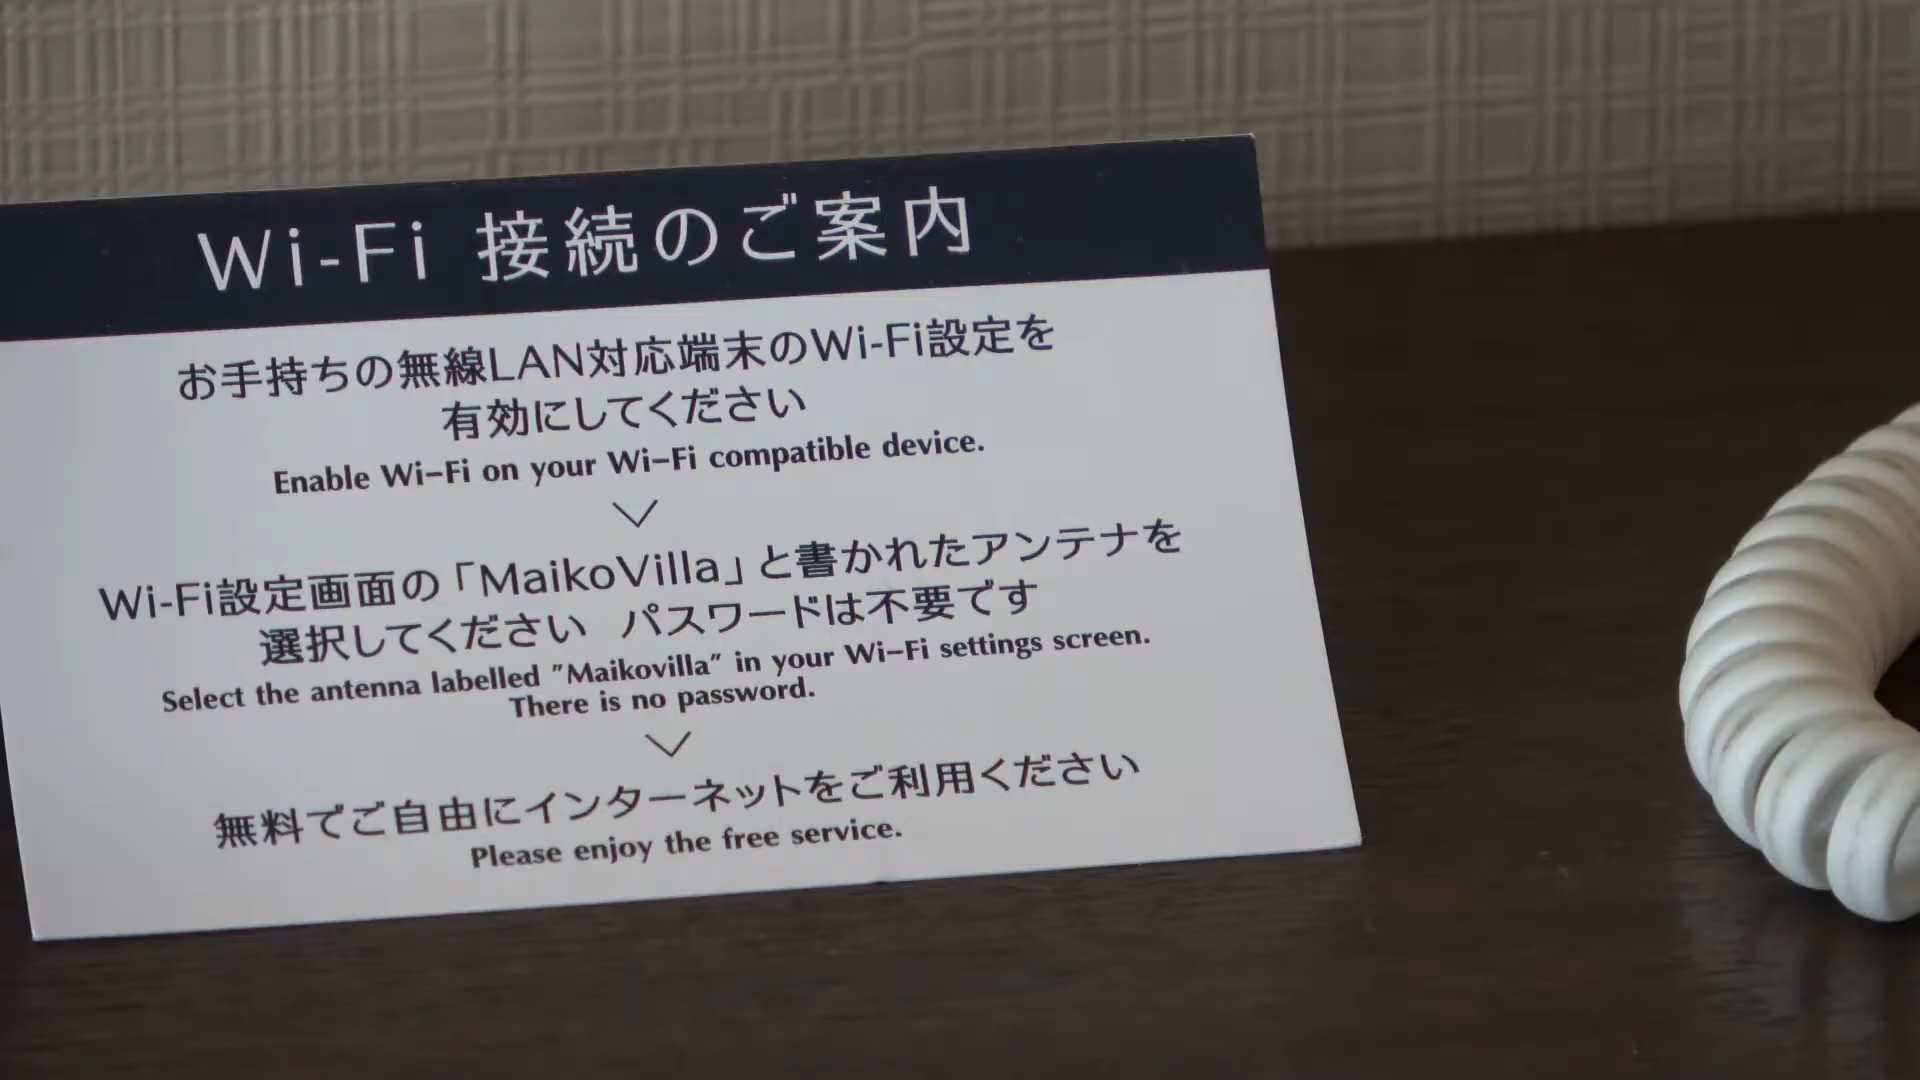 Wi-Fi 接続のご案内
お手持ちの無線LAN対応端末のWi-Fi設定を
有効にしてください
Enable Wi-Fi on your Wi-Fi compatible device.
Wi-Fi設定画面の「MaikoVilla」と書かれたアンテナを
選択してください パスワードは不要です
Select the antenna labelled "Maikovilla" in your Wi-Fi settings screen.
There is no password.
無料でご自由にインターネットをご利用ください
Please enjoy the free service.